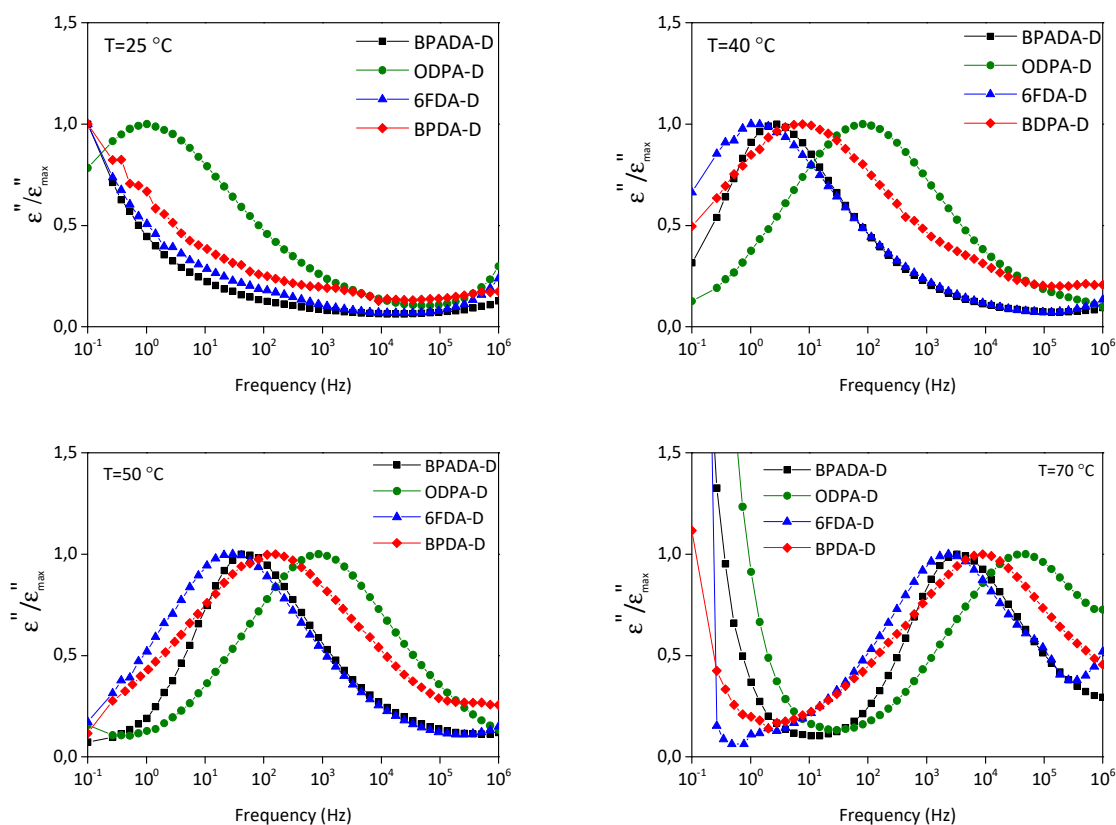 T=25 °C
BPADA-D
ODPA-D
6FDA-D
BPDA-D
ε"/ε"max
1,5
1,0
0,5
0,0
10⁻¹ 10⁰ 10¹ 10² 10³ 10⁴ 10⁵ 10⁶
Frequency (Hz)
T=40 °C
BPADA-D
ODPA-D
6FDA-D
BDPA-D
ε"/ε"max
1,5
1,0
0,5
0,0
10⁻¹ 10⁰ 10¹ 10² 10³ 10⁴ 10⁵ 10⁶
Frequency (Hz)
T=50 °C
BPADA-D
ODPA-D
6FDA-D
BPDA-D
ε"/ε"max
1,5
1,0
0,5
0,0
10⁻¹ 10⁰ 10¹ 10² 10³ 10⁴ 10⁵ 10⁶
Frequency (Hz)
T=70 °C
BPADA-D
ODPA-D
6FDA-D
BPDA-D
ε"/ε"max
1,5
1,0
0,5
0,0
10⁻¹ 10⁰ 10¹ 10² 10³ 10⁴ 10⁵ 10⁶
Frequency (Hz)